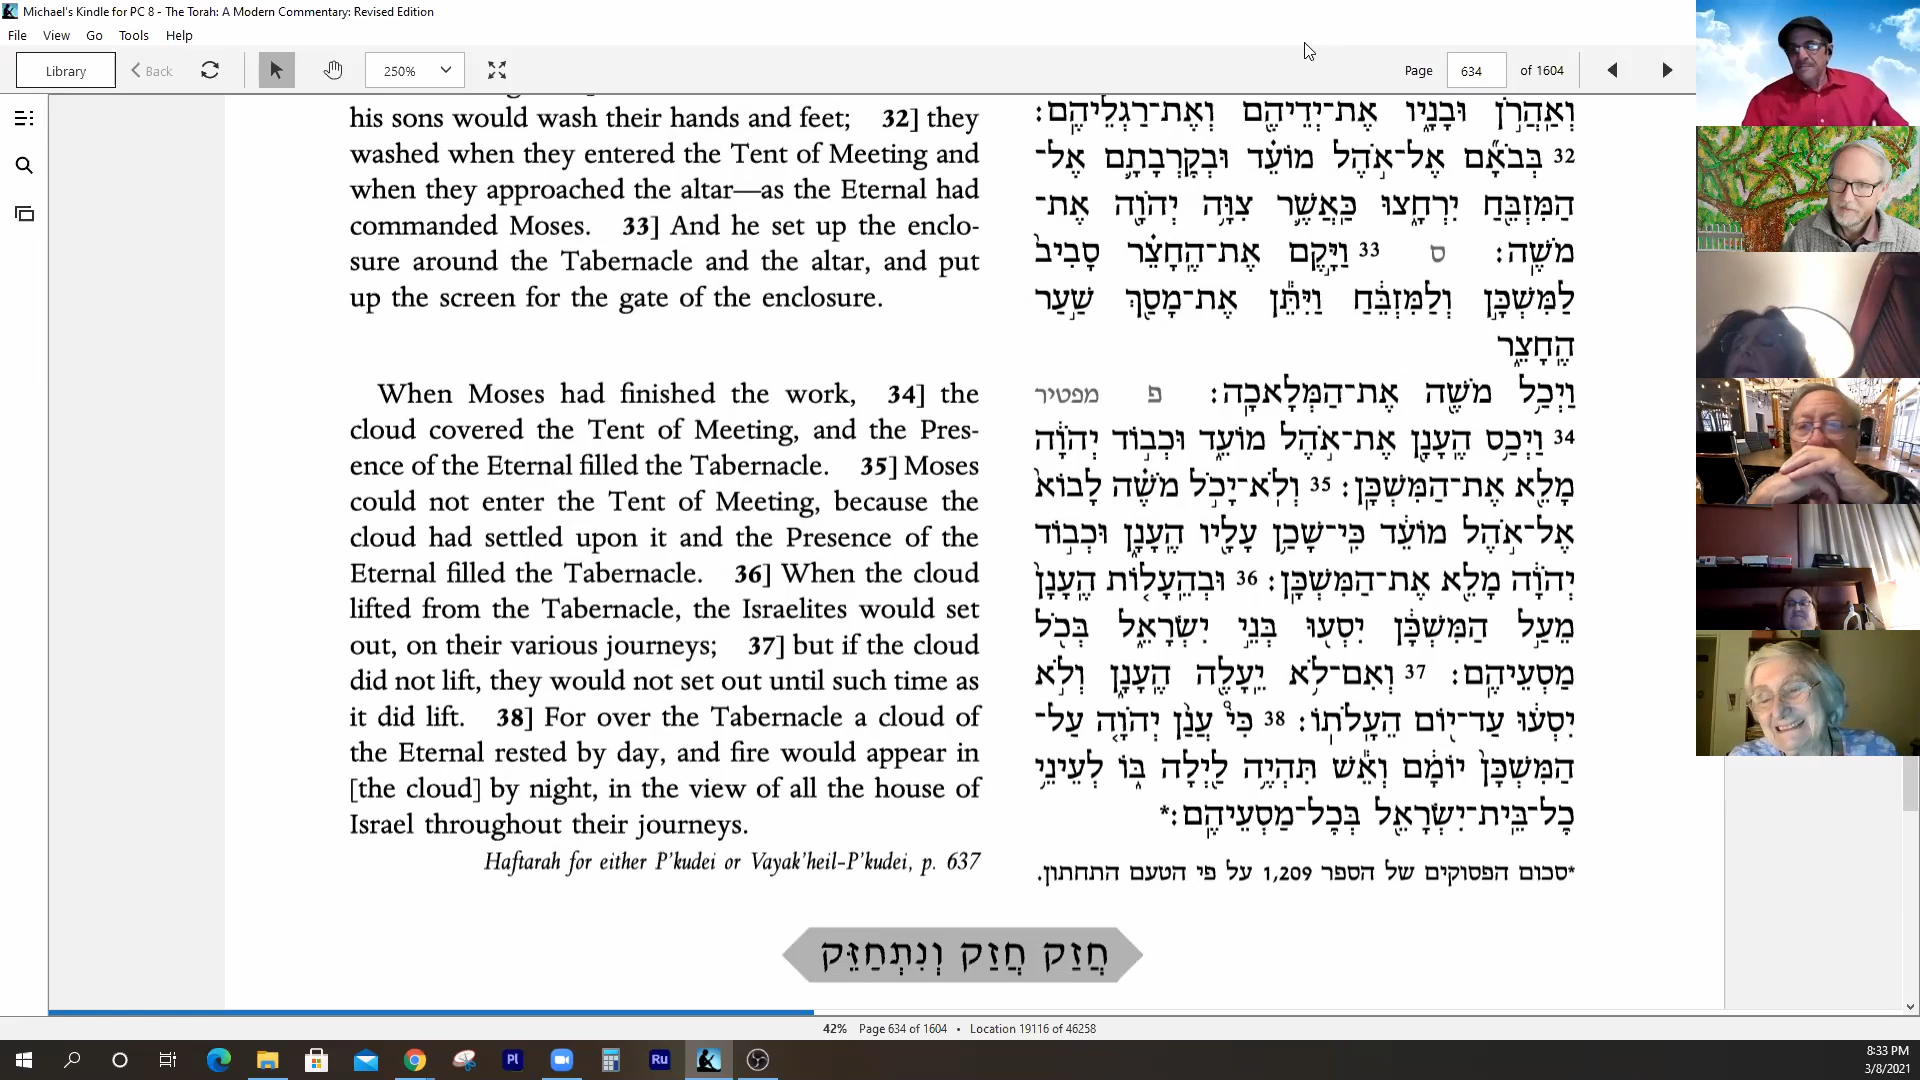 Michael's Kindle for PC 8 - The Torah: A Modern Commentary: Revised Edition
File View Go Tools Help
Library
Back
250%
Page 634 of 1604
his sons would wash their hands and feet; 32] they
washed when they entered the Tent of Meeting and
when they approached the altar—as the Eternal had
commanded Moses. 33] And he set up the enclo-
sure around the Tabernacle and the altar, and put
up the screen for the gate of the enclosure.
When Moses had finished the work, 34] the
cloud covered the Tent of Meeting, and the Pres-
ence of the Eternal filled the Tabernacle. 35] Moses
could not enter the Tent of Meeting, because the
cloud had settled upon it and the Presence of the
Eternal filled the Tabernacle. 36] When the cloud
lifted from the Tabernacle, the Israelites would set
out, on their various journeys; 37] but if the cloud
did not lift, they would not set out until such time as
it did lift. 38] For over the Tabernacle a cloud of
the Eternal rested by day, and fire would appear in
[the cloud] by night, in the view of all the house of
Israel throughout their journeys.
Haftarah for either P'kudei or Vayak'heil-P'kudei, p. 637
וְאַהֲרֹ֣ן וּבָנָ֑יו אֶת־יְדֵיהֶ֖ם וְאֶת־רַגְלֵיהֶֽם׃
32 בְּבֹאָ֞ם אֶל־אֹ֣הֶל מוֹעֵ֗ד וּבְקׇרְבָתָ֛ם אֶל־
הַמִּזְבֵּ֖חַ יִרְחָ֑צוּ כַּאֲשֶׁ֛ר צִוָּ֥ה יְהֹוָ֖ה אֶת־
מֹשֶֽׁה׃ ס 33 וַיָּ֣קֶם אֶת־הֶחָצֵ֗ר סָבִיב֙
לַמִּשְׁכָּ֣ן וְלַמִּזְבֵּ֔חַ וַיִּתֵּ֕ן אֶת־מָסַ֖ךְ שַׁ֣עַר
הֶחָצֵ֑ר
וַיְכַ֥ל מֹשֶׁ֖ה אֶת־הַמְּלָאכָֽה׃ פ מפטיר
34 וַיְכַ֥ס הֶעָנָ֖ן אֶת־אֹ֣הֶל מוֹעֵ֑ד וּכְב֣וֹד יְהֹוָ֔ה
מָלֵ֖א אֶת־הַמִּשְׁכָּֽן׃ 35 וְלֹא־יָכֹ֣ל מֹשֶׁ֗ה לָבוֹא֙
אֶל־אֹ֣הֶל מוֹעֵ֔ד כִּֽי־שָׁכַ֥ן עָלָ֖יו הֶעָנָ֑ן וּכְב֣וֹד
יְהֹוָ֔ה מָלֵ֖א אֶת־הַמִּשְׁכָּֽן׃ 36 וּבְהֵעָל֤וֹת הֶֽעָנָן֙
מֵעַ֣ל הַמִּשְׁכָּ֔ן יִסְע֖וּ בְּנֵ֣י יִשְׂרָאֵ֑ל בְּכֹ֖ל
מַסְעֵיהֶֽם׃ 37 וְאִם־לֹ֥א יֵעָלֶ֖ה הֶעָנָ֑ן וְלֹ֣א
יִסְע֔וּ עַד־י֖וֹם הֵעָלֹתֽוֹ׃ 38 כִּי֩ עֲנַ֨ן יְהֹוָ֤ה עַֽל־
הַמִּשְׁכָּן֙ יוֹמָ֔ם וְאֵ֕שׁ תִּהְיֶ֥ה לַ֖יְלָה בּ֑וֹ לְעֵינֵ֥י
כׇל־בֵּֽית־יִשְׂרָאֵ֖ל בְּכׇל־מַסְעֵיהֶֽם׃*
*סכום הפסוקים של הספר 1,209 על פי הטעם התחתון.
חֲזַק חֲזַק וְנִתְחַזֵּק
42% Page 634 of 1604 • Location 19116 of 46258
Pl
Ru
8:33 PM
3/8/2021